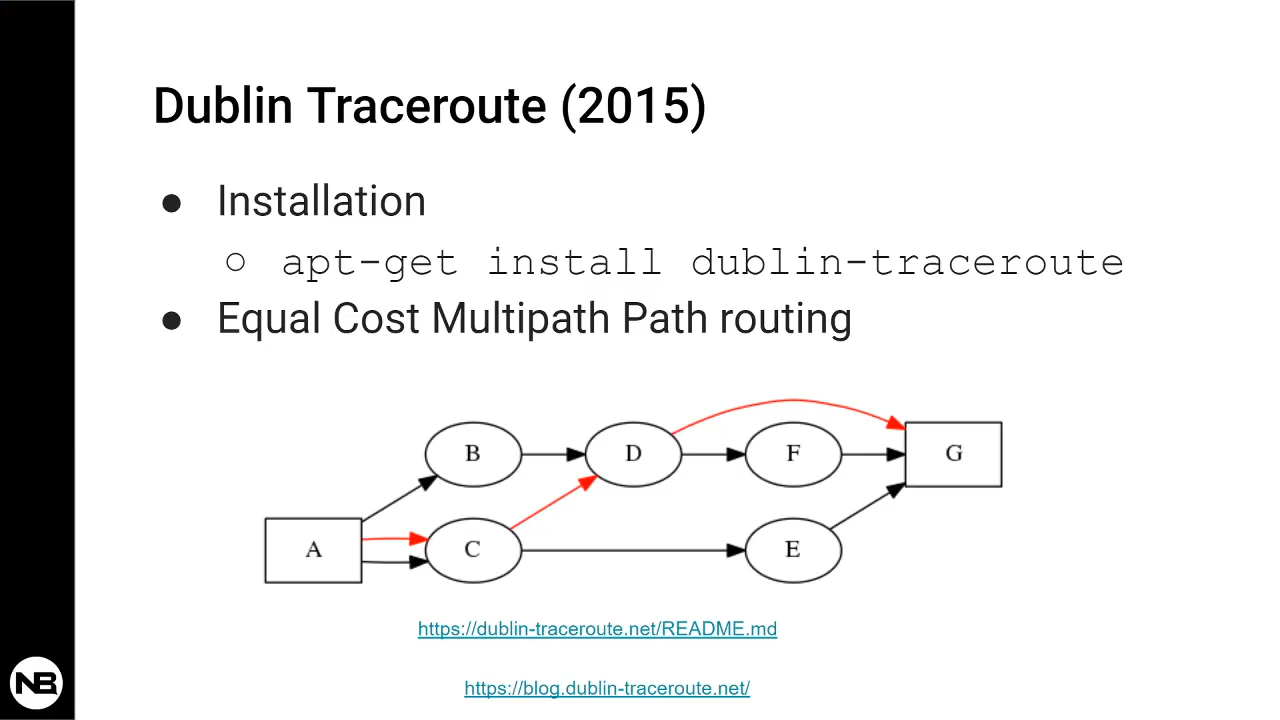 Dublin Traceroute (2015)
● Installation
○ apt-get install dublin-traceroute
● Equal Cost Multipath Path routing
B
D
F
G
A
C
E
https://dublin-traceroute.net/README.md
https://blog.dublin-traceroute.net/
NB